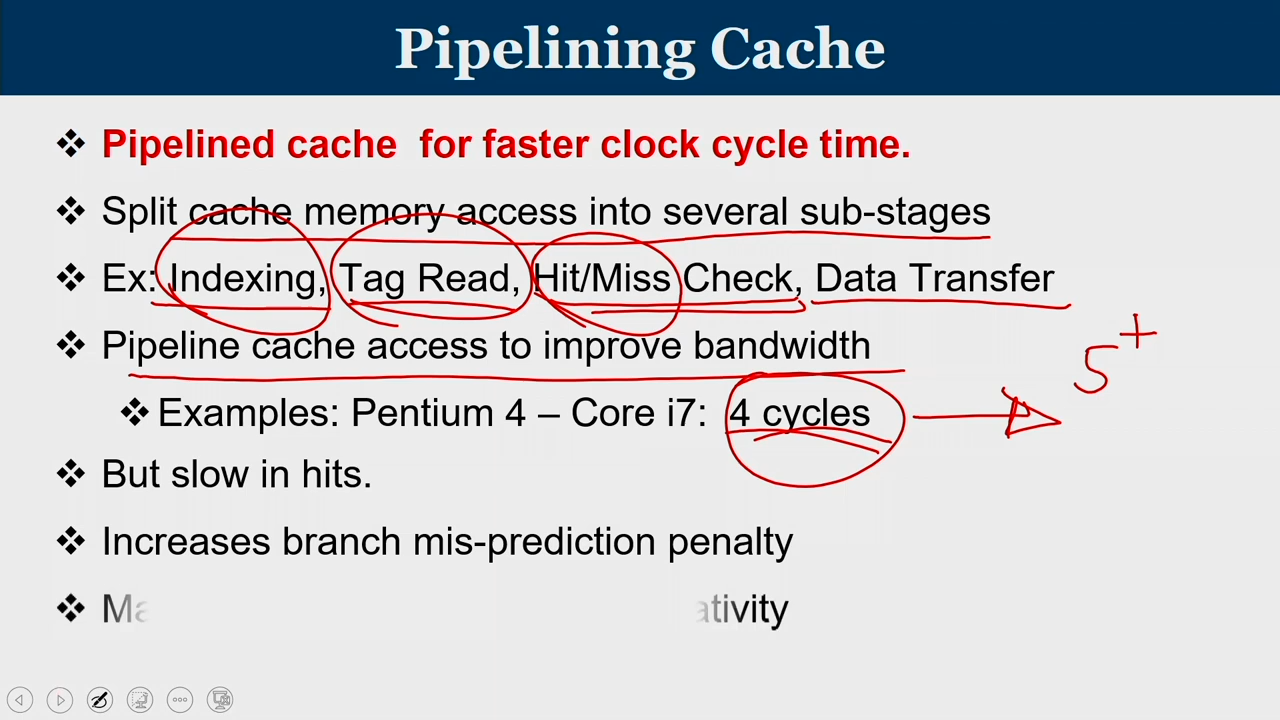 Pipelining Cache
❖ Pipelined cache for faster clock cycle time.
❖ Split cache memory access into several sub-stages
❖ Ex: Indexing, Tag Read, Hit/Miss Check, Data Transfer
❖ Pipeline cache access to improve bandwidth
5+
❖ Examples: Pentium 4 – Core i7: 4 cycles
❖ But slow in hits.
❖ Increases branch mis-prediction penalty
❖